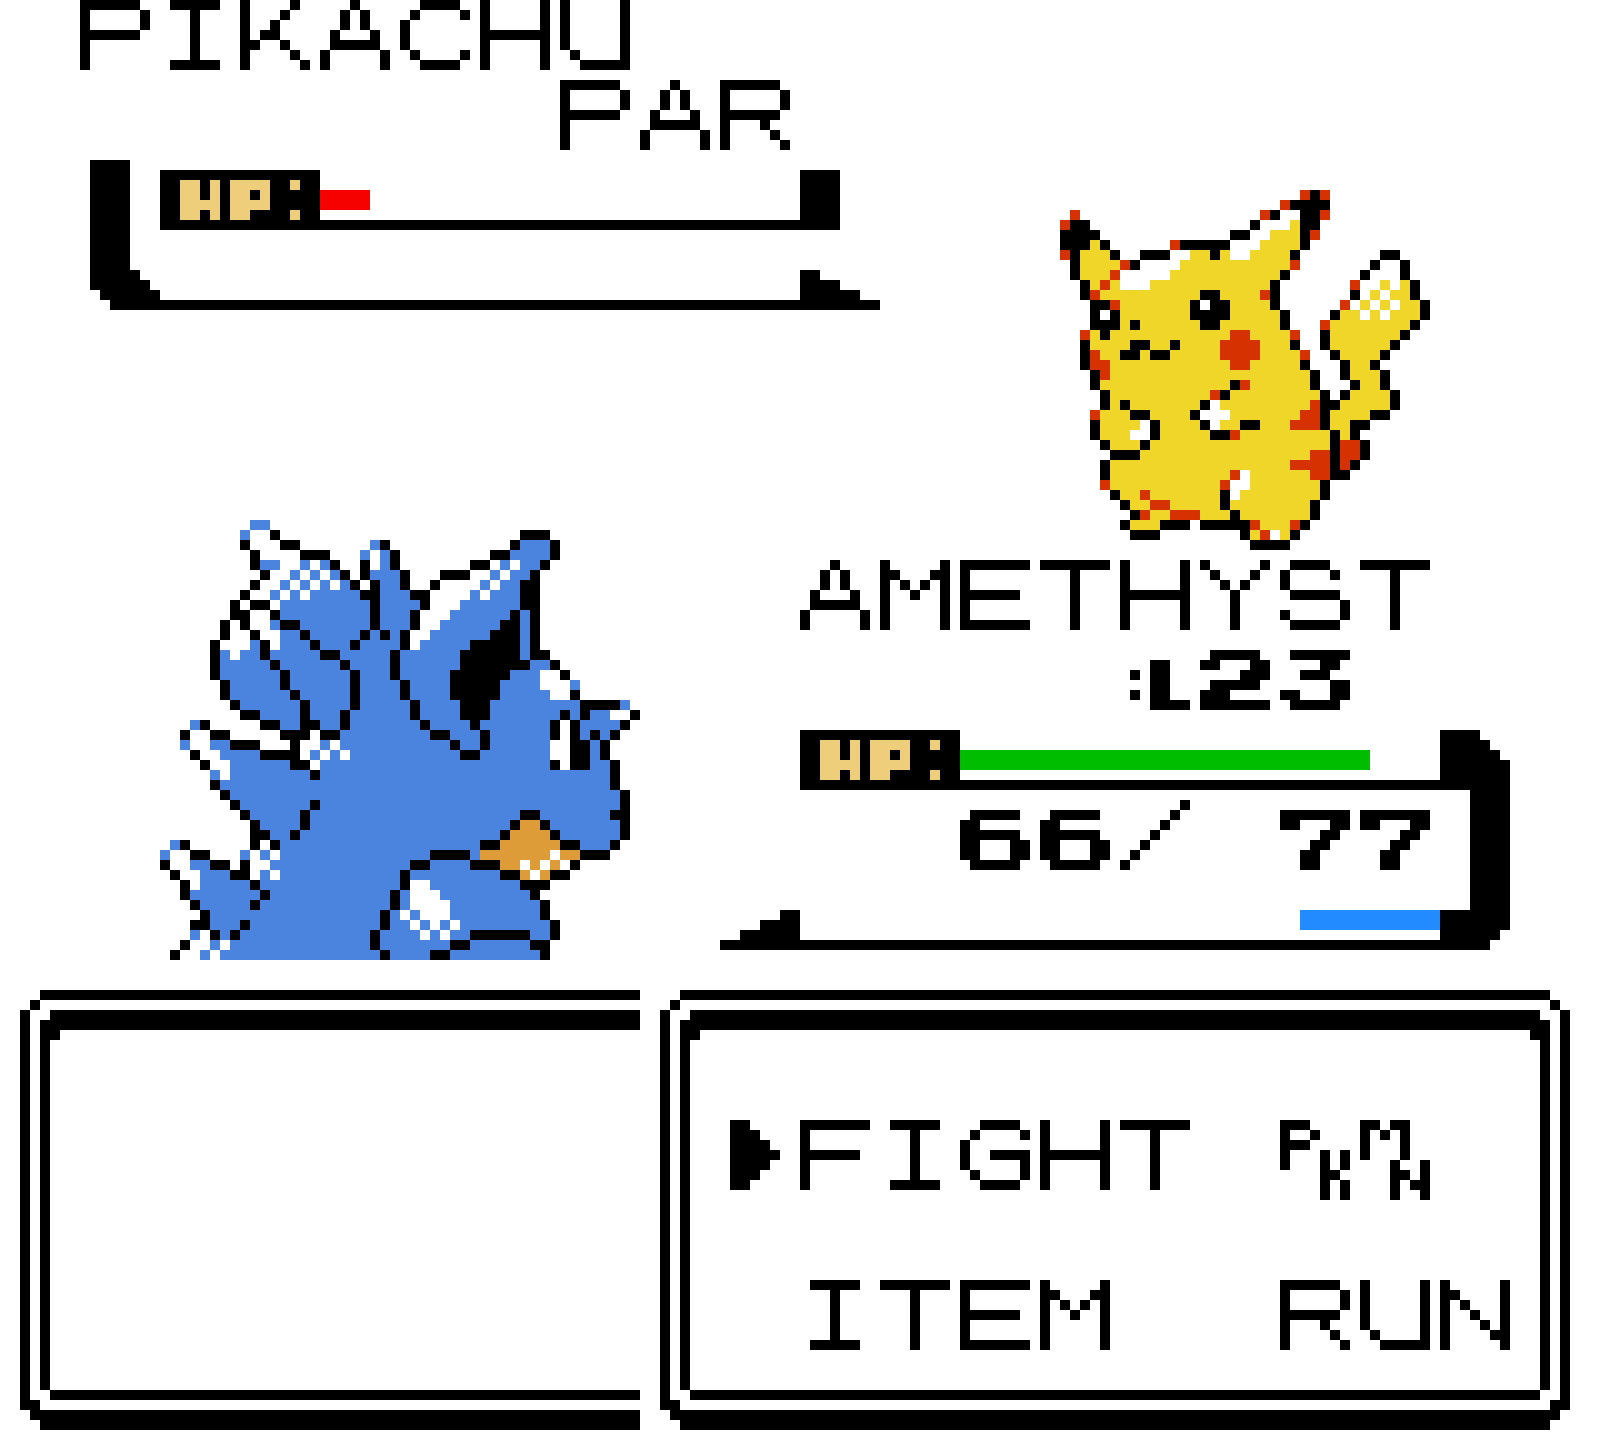 PIKACHU
PAR
HP:
AMETHYST
:L23
HP:
66/ 77
FIGHT PKMN
ITEM RUN